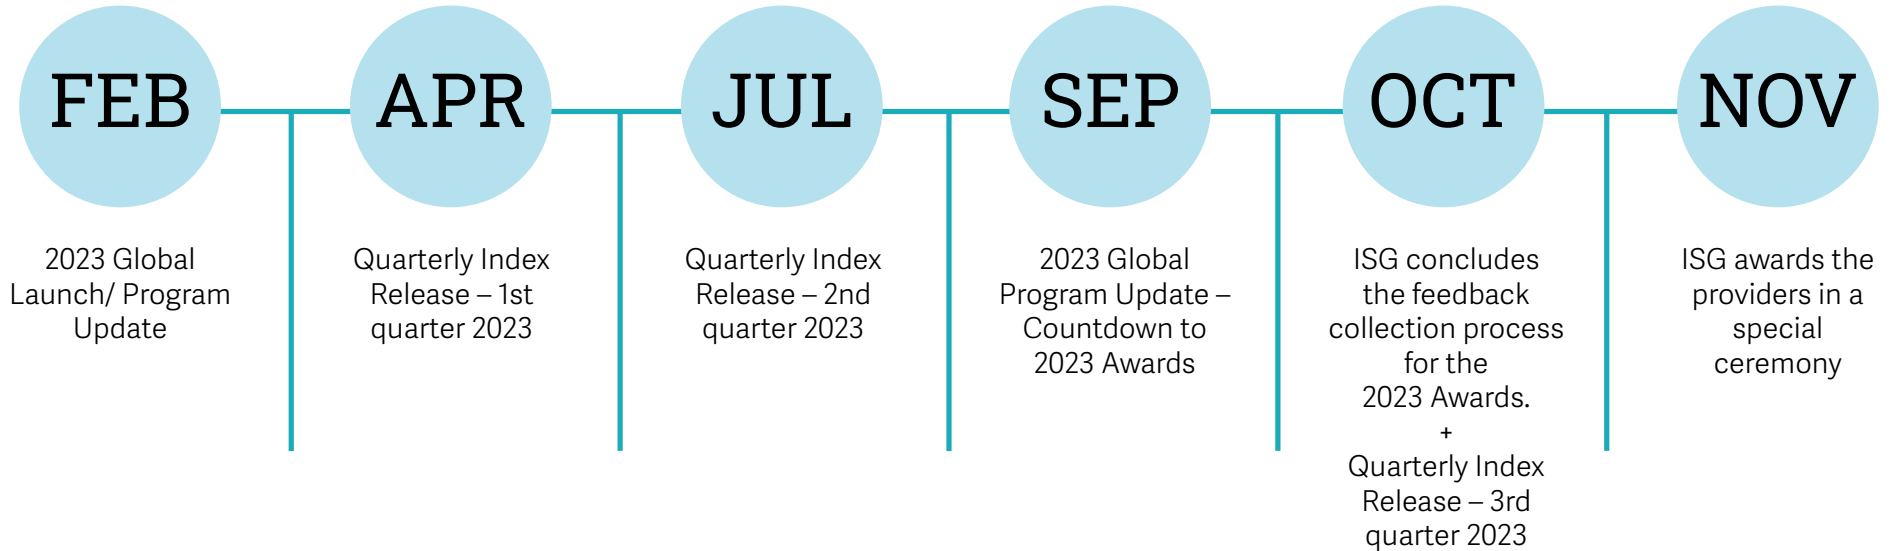 FEB
2023 Global
Launch/ Program
Update
APR
Quarterly Index
Release – 1st
quarter 2023
JUL
Quarterly Index
Release – 2nd
quarter 2023
SEP
2023 Global
Program Update –
Countdown to
2023 Awards
OCT
ISG concludes
the feedback
collection process
for the
2023 Awards.
+
Quarterly Index
Release – 3rd
quarter 2023
NOV
ISG awards the
providers in a
special
ceremony